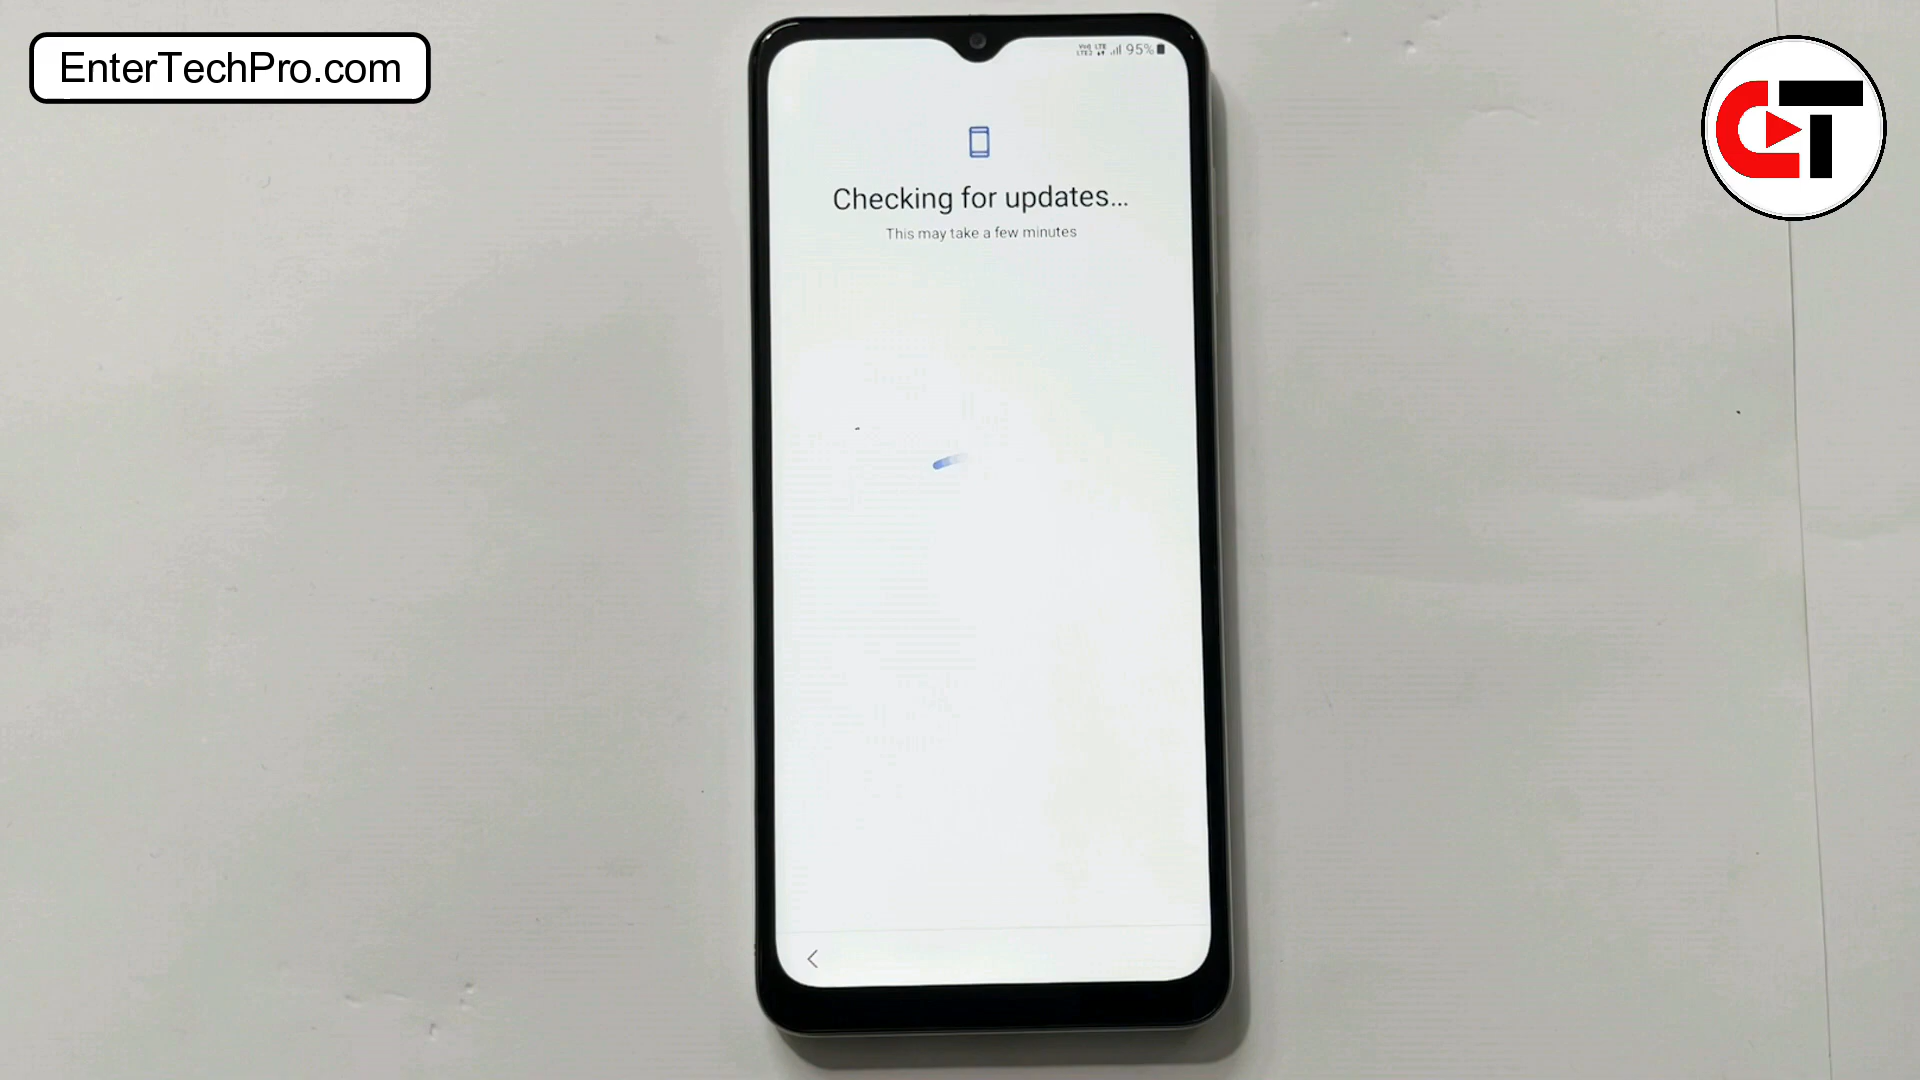 EnterTechPro.com
95%
Checking for updates...
This may take a few minutes